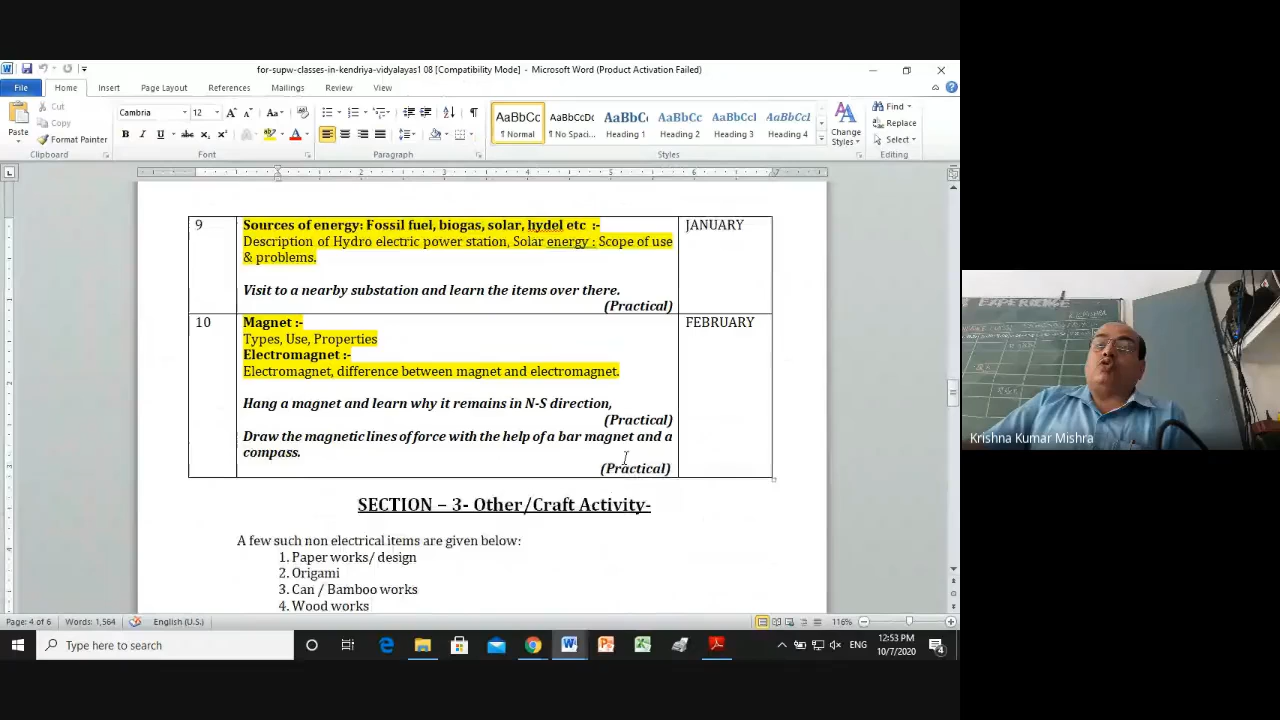 for-supw-classes-in-kendriya-vidyalayas1 08 [Compatibility Mode] - Microsoft Word (Product Activation Failed)
File Home Insert Page Layout References Mailings Review View
Cut
Copy
Format Painter
Paste
Cambria 12
AaBbCcDc AaBbCcDc AaBbC AaBbCc AaBbCcI AaBbCcI
¶ Normal ¶ No Spaci... Heading 1 Heading 2 Heading 3 Heading 4
Change
Styles
Find
Replace
Select
Clipboard Font Paragraph Styles Editing
9 Sources of energy: Fossil fuel, biogas, solar, hydel etc :- JANUARY
Description of Hydro electric power station, Solar energy : Scope of use
& problems.
Visit to a nearby substation and learn the items over there.
(Practical)
10 Magnet :- FEBRUARY
Types, Use, Properties
Electromagnet :-
Electromagnet, difference between magnet and electromagnet.
Hang a magnet and learn why it remains in N-S direction,
(Practical)
Draw the magnetic lines of force with the help of a bar magnet and a
compass.
(Practical)
SECTION – 3- Other/Craft Activity-
A few such non electrical items are given below:
1. Paper works/ design
2. Origami
3. Can / Bamboo works
4. Wood works
Page: 4 of 6 Words: 1,564 English (U.S.) 116%
Type here to search
ENG
12:53 PM
10/7/2020
4
EXPERIENCE
Krishna Kumar Mishra